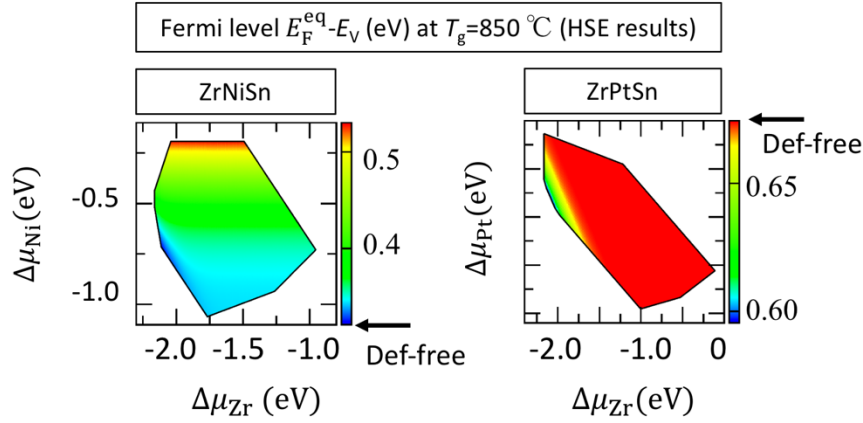 Fermi level E_F^eq-E_V (eV) at T_g=850 ℃ (HSE results)
ZrNiSn
ZrPtSn
Δμ_Ni(eV)
-0.5
-1.0
-2.0 -1.5 -1.0
Δμ_Zr (eV)
0.5
0.4
Def-free
Δμ_Pt(eV)
-2.0 -1.0 0
Δμ_Zr(eV)
Def-free
0.65
0.60